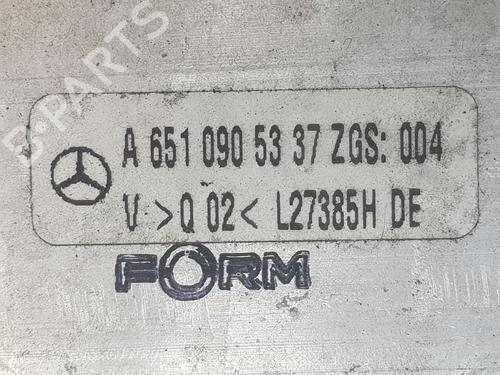 A 651 090 53 37 ZGS: 004
V >Q 02< L27385H DE
FORM
B-PARTS